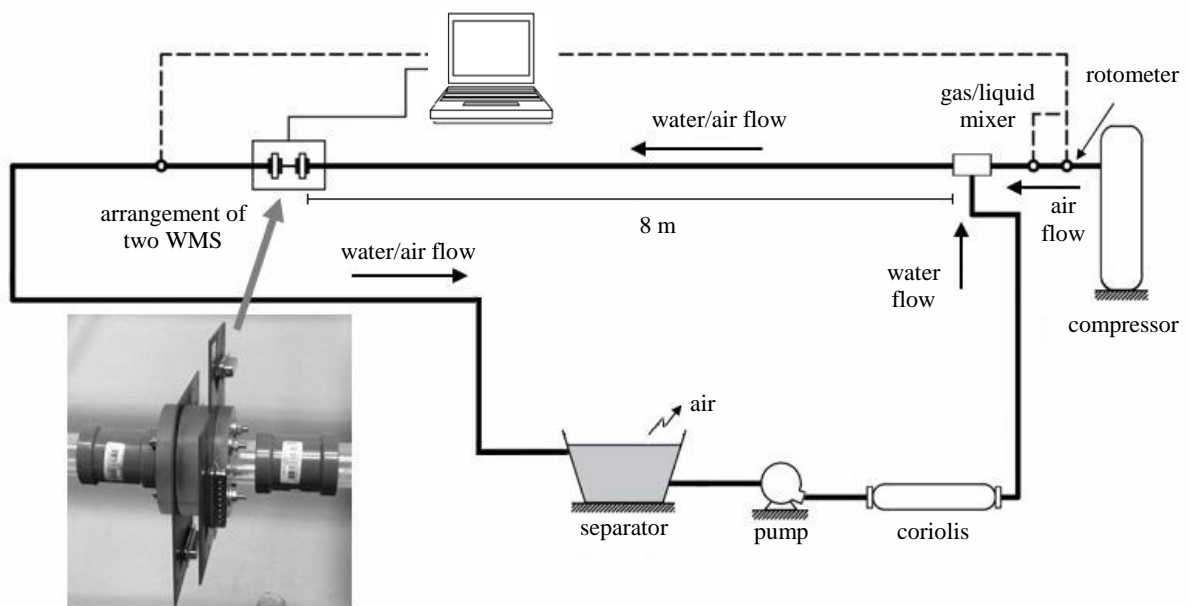 rotometer
gas/liquid
mixer
water/air flow
arrangement of
two WMS
8 m
air
flow
water/air flow
water
flow
compressor
air
separator
pump
coriolis